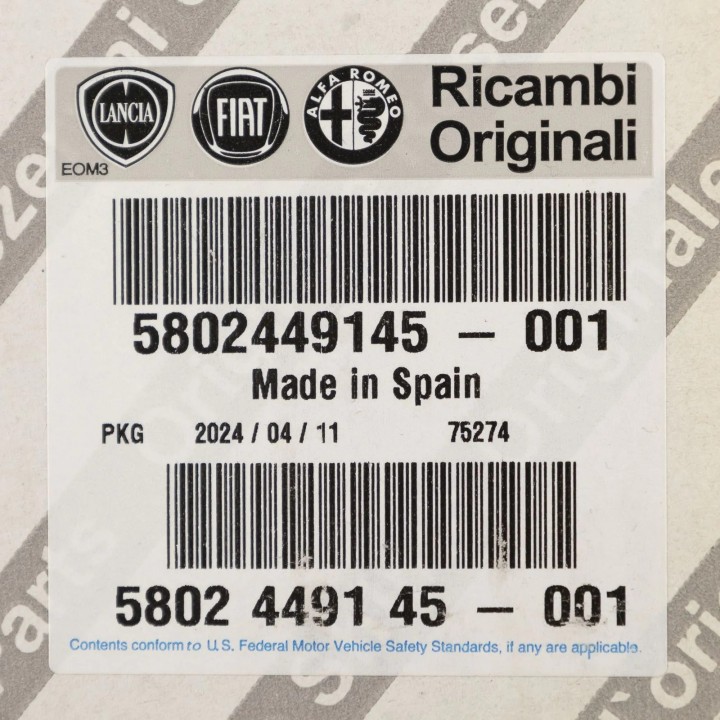 LANCIA FIAT ALFA ROMEO Ricambi
Originali
EOM3
5802449145 – 001
Made in Spain
PKG 2024 / 04 / 11 75274
5802 4491 45 – 001
Contents conform to U.S. Federal Motor Vehicle Safety Standards, if any are applicable.